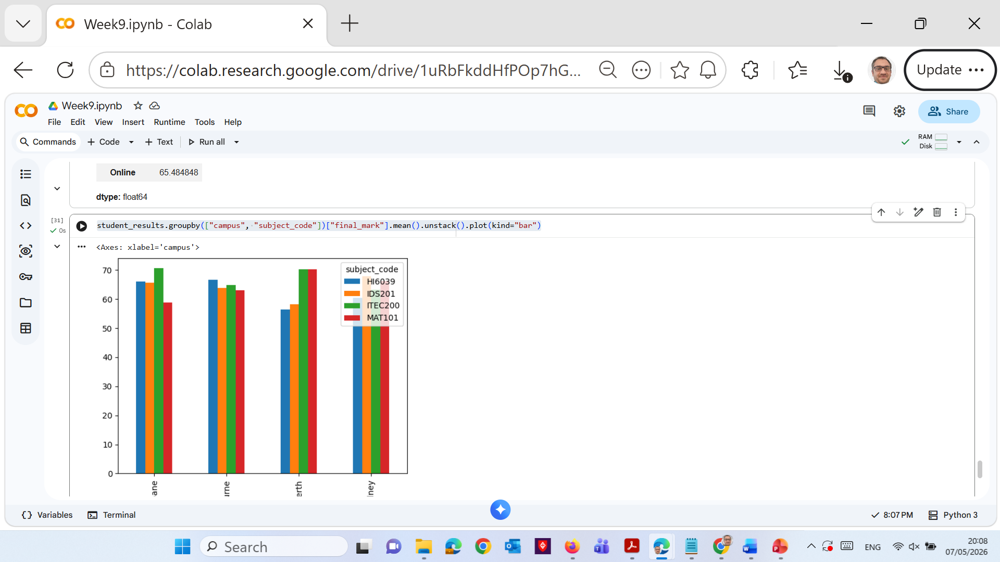 Week9.ipynb - Colab
https://colab.research.google.com/drive/1uRbFkddHfPOp7hG...
Update
Week9.ipynb
File Edit View Insert Runtime Tools Help
Share
Commands + Code + Text Run all
RAM
Disk
Online 65.484848
dtype: float64
[31]
0s
student_results.groupby(["campus", "subject_code"])["final_mark"].mean().unstack().plot(kind="bar")
<Axes: xlabel='campus'>
subject_code
HI6039
IDS201
ITEC200
MAT101
70
60
50
40
30
20
10
0
ane
urne
erth
Iney
{} Variables Terminal
8:07 PM Python 3
Search
ENG
20:08
07/05/2026